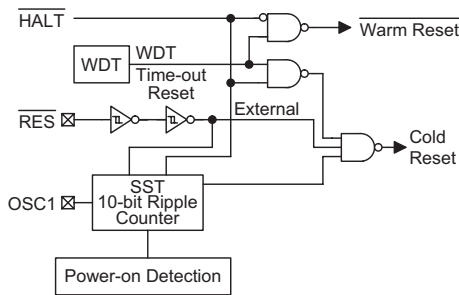 HALT
Warm Reset
WDT
WDT
Time-out
Reset
RES
External
Cold
Reset
OSC1
SST
10-bit Ripple
Counter
Power-on Detection